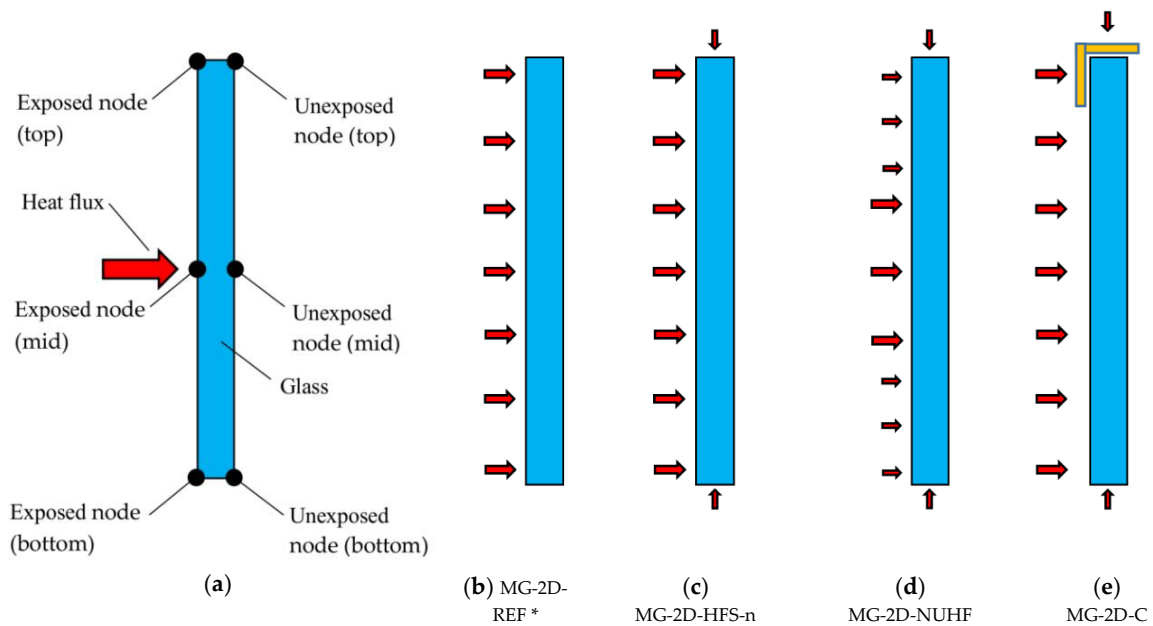 Exposed node
(top)
Unexposed
node (top)
Heat flux
Exposed node
(mid)
Unexposed
node (mid)
Glass
Exposed node
(bottom)
Unexposed
node (bottom)
(a)
(b) MG-2D-
REF *
(c)
MG-2D-HFS-n
(d)
MG-2D-NUHF
(e)
MG-2D-C